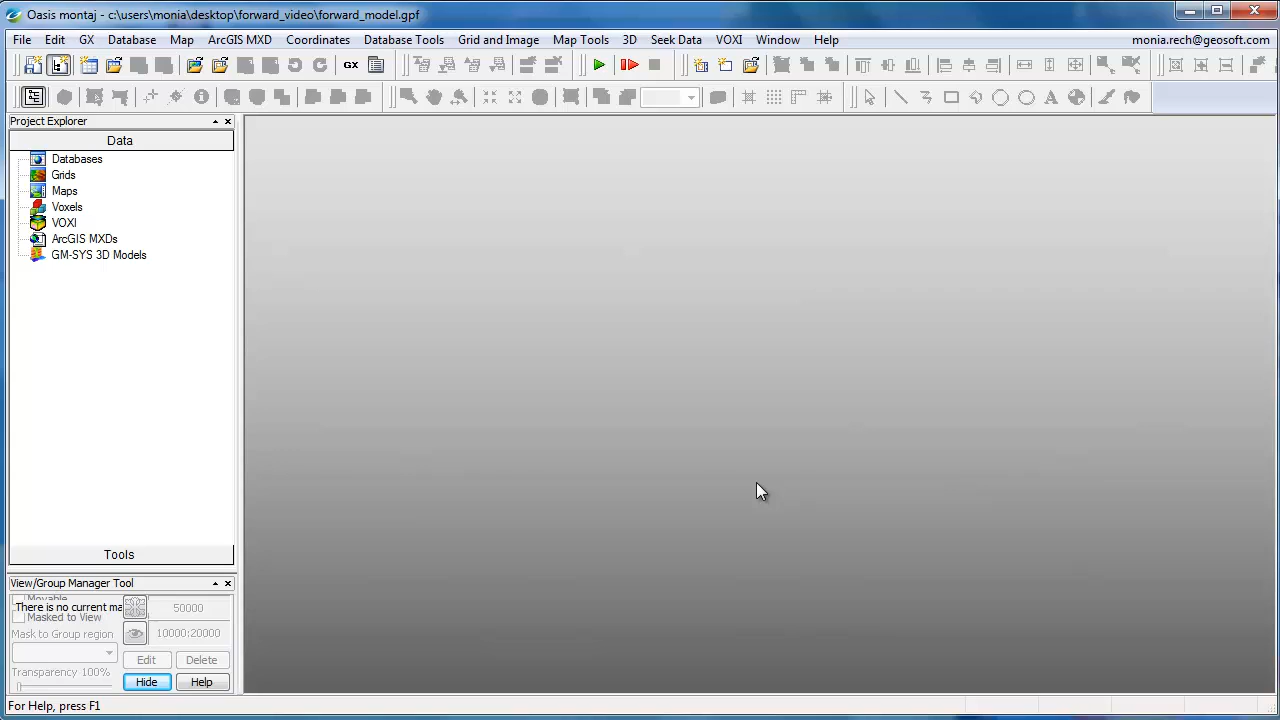 Oasis montaj - c:\users\monia\desktop\forward_video\forward_model.gpf
File Edit GX Database Map ArcGIS MXD Coordinates Database Tools Grid and Image Map Tools 3D Seek Data VOXI Window Help monia.rech@geosoft.com
GX
Project Explorer
Data
Databases
Grids
Maps
Voxels
VOXI
ArcGIS MXDs
GM-SYS 3D Models
Tools
View/Group Manager Tool
Movable
There is no current ma 50000
Masked to View
Mask to Group region 10000:20000
Edit Delete
Transparency 100%
Hide Help
For Help, press F1